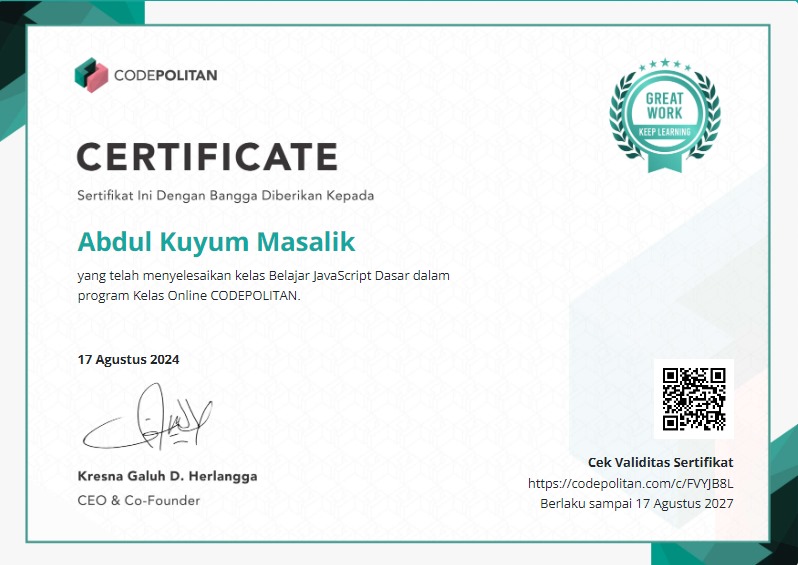 CODEPOLITAN
GREAT
WORK
KEEP LEARNING
CERTIFICATE
Sertifikat Ini Dengan Bangga Diberikan Kepada
Abdul Kuyum Masalik
yang telah menyelesaikan kelas Belajar JavaScript Dasar dalam
program Kelas Online CODEPOLITAN.
17 Agustus 2024
Kresna Galuh D. Herlangga
CEO & Co-Founder
Cek Validitas Sertifikat
https://codepolitan.com/c/FVYJB8L
Berlaku sampai 17 Agustus 2027